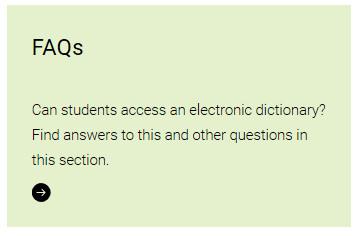 FAQs
Can students access an electronic dictionary?
Find answers to this and other questions in
this section.